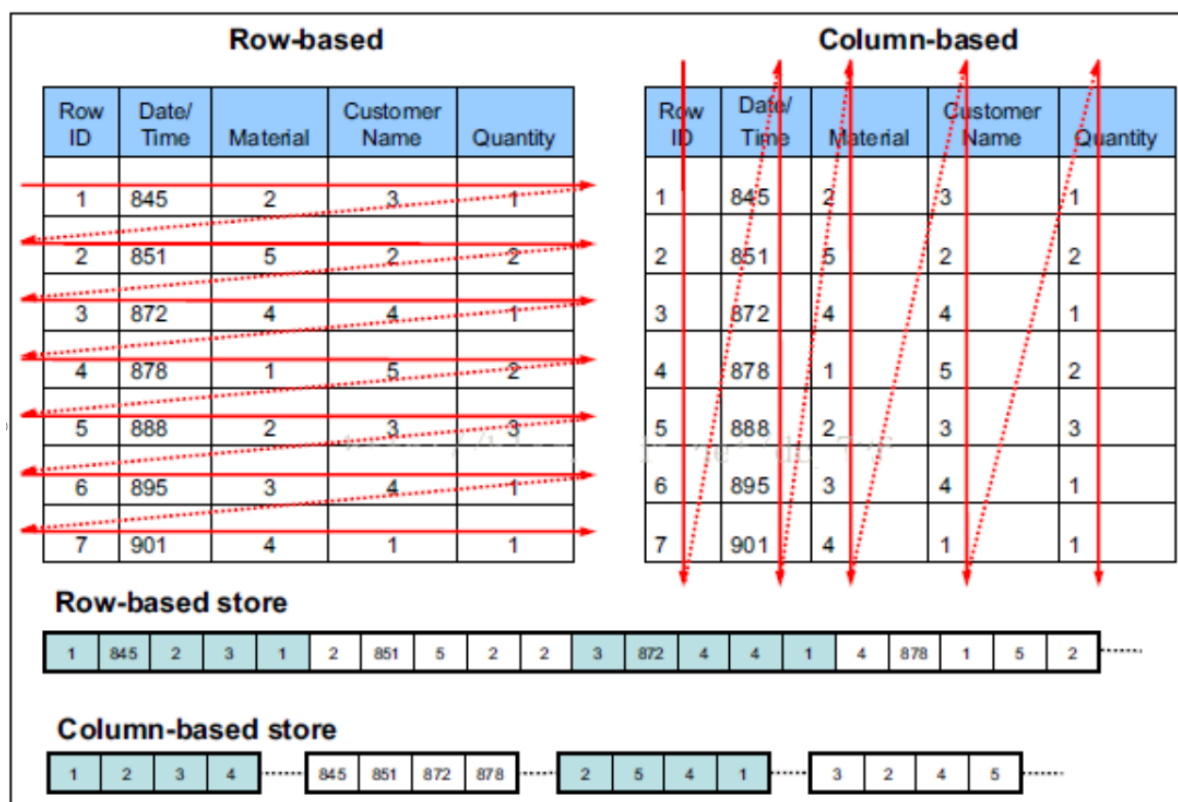 Row-based
Row ID Date/Time Material Customer Name Quantity
1 845 2 3 1
2 851 5 2 2
3 872 4 4 1
4 878 1 5 2
5 888 2 3 3
6 895 3 4 1
7 901 4 1 1
Column-based
Row ID Date/Time Material Customer Name Quantity
1 845 2 3 1
2 851 5 2 2
3 872 4 4 1
4 878 1 5 2
5 888 2 3 3
6 895 3 4 1
7 901 4 1 1
Row-based store
1 845 2 3 1 2 851 5 2 2 3 872 4 4 1 4 878 1 5 2
Column-based store
1 2 3 4 845 851 872 878 2 5 4 1 3 2 4 5